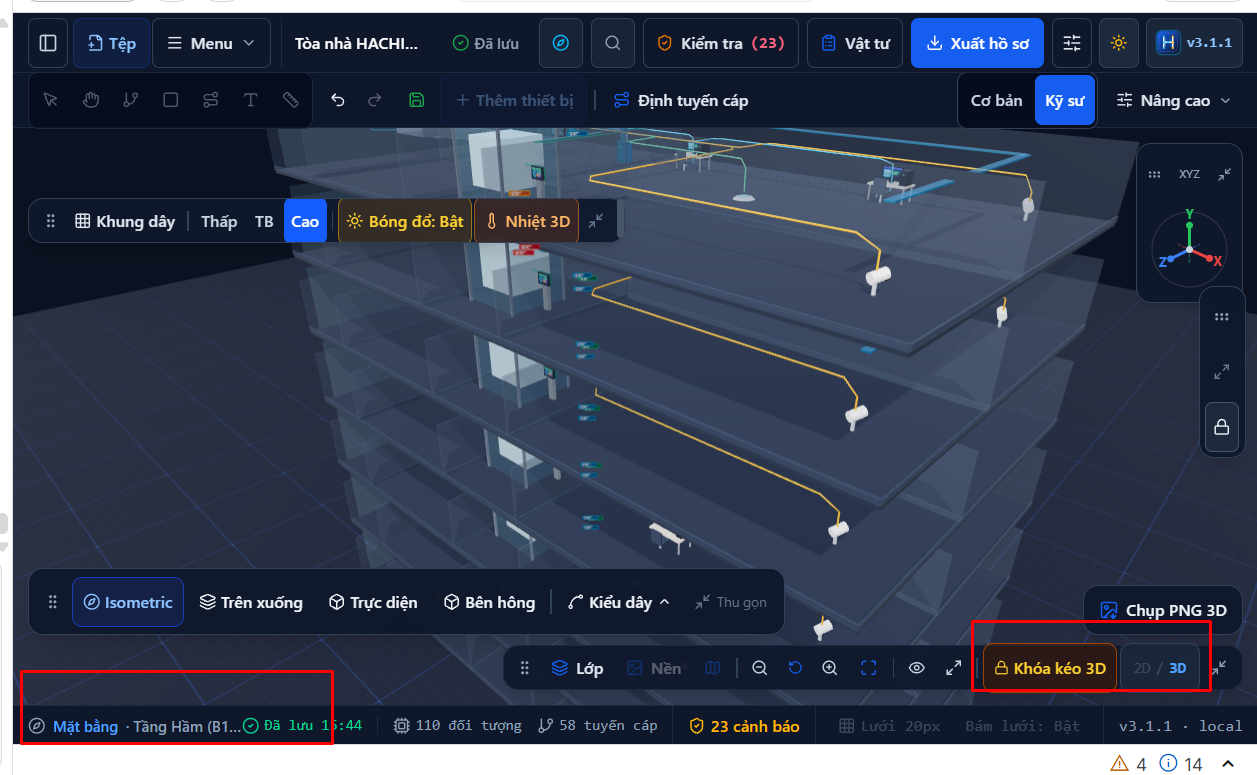 Tệp
Menu
Tòa nhà HACHI...
Đã lưu
Kiểm tra (23)
Vật tư
Xuất hồ sơ
v3.1.1
Thêm thiết bị
Định tuyến cáp
Cơ bản
Kỹ sư
Nâng cao
XYZ
Y
Z
X
Khung dây
Thấp
TB
Cao
Bóng đổ: Bật
Nhiệt 3D
Isometric
Trên xuống
Trực diện
Bên hông
Kiểu dây
Thu gọn
Chụp PNG 3D
Lớp
Nền
Khóa kéo 3D
2D / 3D
Mặt bằng · Tầng Hầm (B1...
Đã lưu 15:44
110 đối tượng
58 tuyến cáp
23 cảnh báo
Lưới 20px
Bám lưới: Bật
v3.1.1 · local
4
14